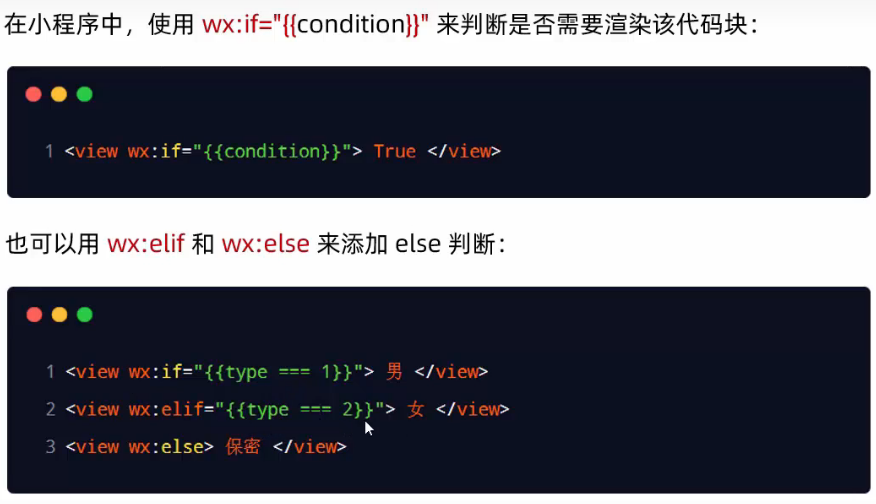 在小程序中，使用 wx:if="{{condition}}" 来判断是否需要渲染该代码块：
1 <view wx:if="{{condition}}"> True </view>
也可以用 wx:elif 和 wx:else 来添加 else 判断：
1 <view wx:if="{{type === 1}}"> 男 </view>
2 <view wx:elif="{{type === 2}}"> 女 </view>
3 <view wx:else> 保密 </view>